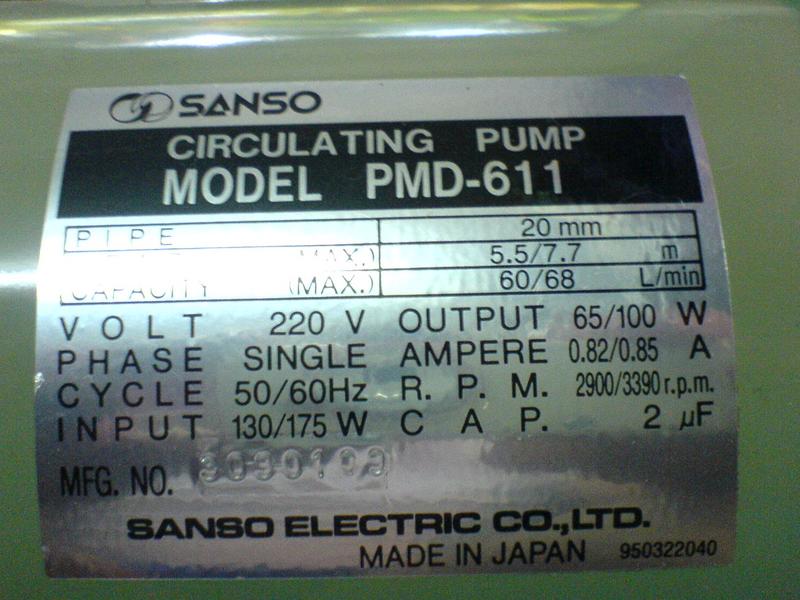 SANSO
CIRCULATING PUMP
MODEL PMD-611
PIPE 20 mm
(MAX.) 5.5/7.7 m
CAPACITY (MAX.) 60/68 L/min
VOLT 220 V OUTPUT 65/100 W
PHASE SINGLE AMPERE 0.82/0.85 A
CYCLE 50/60Hz R. P. M. 2900/3390 r.p.m.
INPUT 130/175 W C A P. 2 µF
MFG. NO.
SANSO ELECTRIC CO.,LTD.
MADE IN JAPAN 950322040